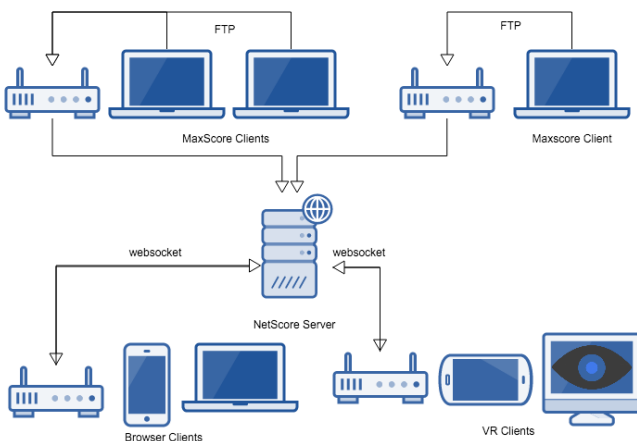 FTP
FTP
MaxScore Clients
Maxscore Client
websocket
websocket
NetScore Server
Browser Clients
VR Clients